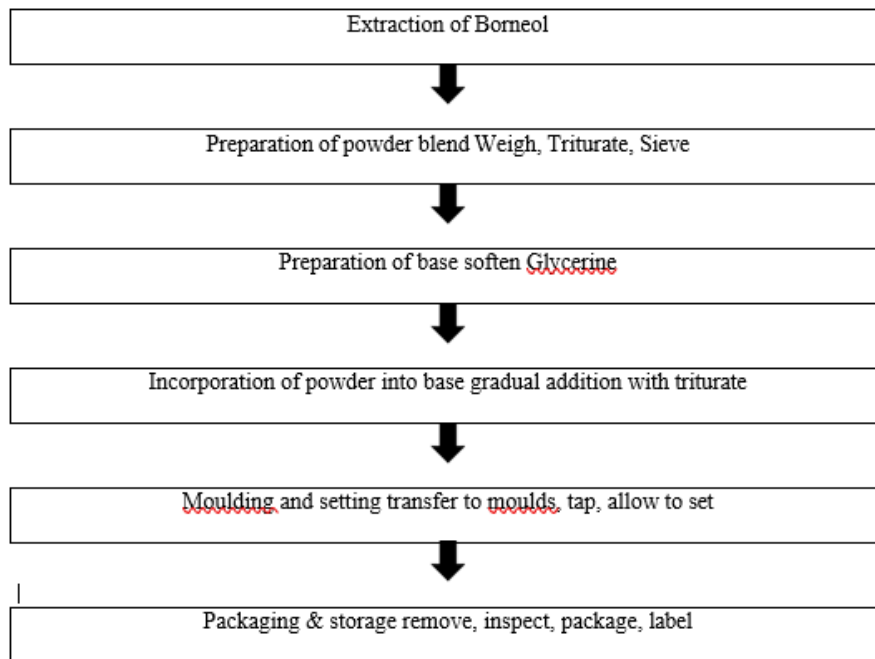 Extraction of Borneol
Preparation of powder blend Weigh, Triturate, Sieve
Preparation of base soften Glycerine
Incorporation of powder into base gradual addition with triturate
Moulding and setting transfer to moulds, tap, allow to set
Packaging & storage remove, inspect, package, label